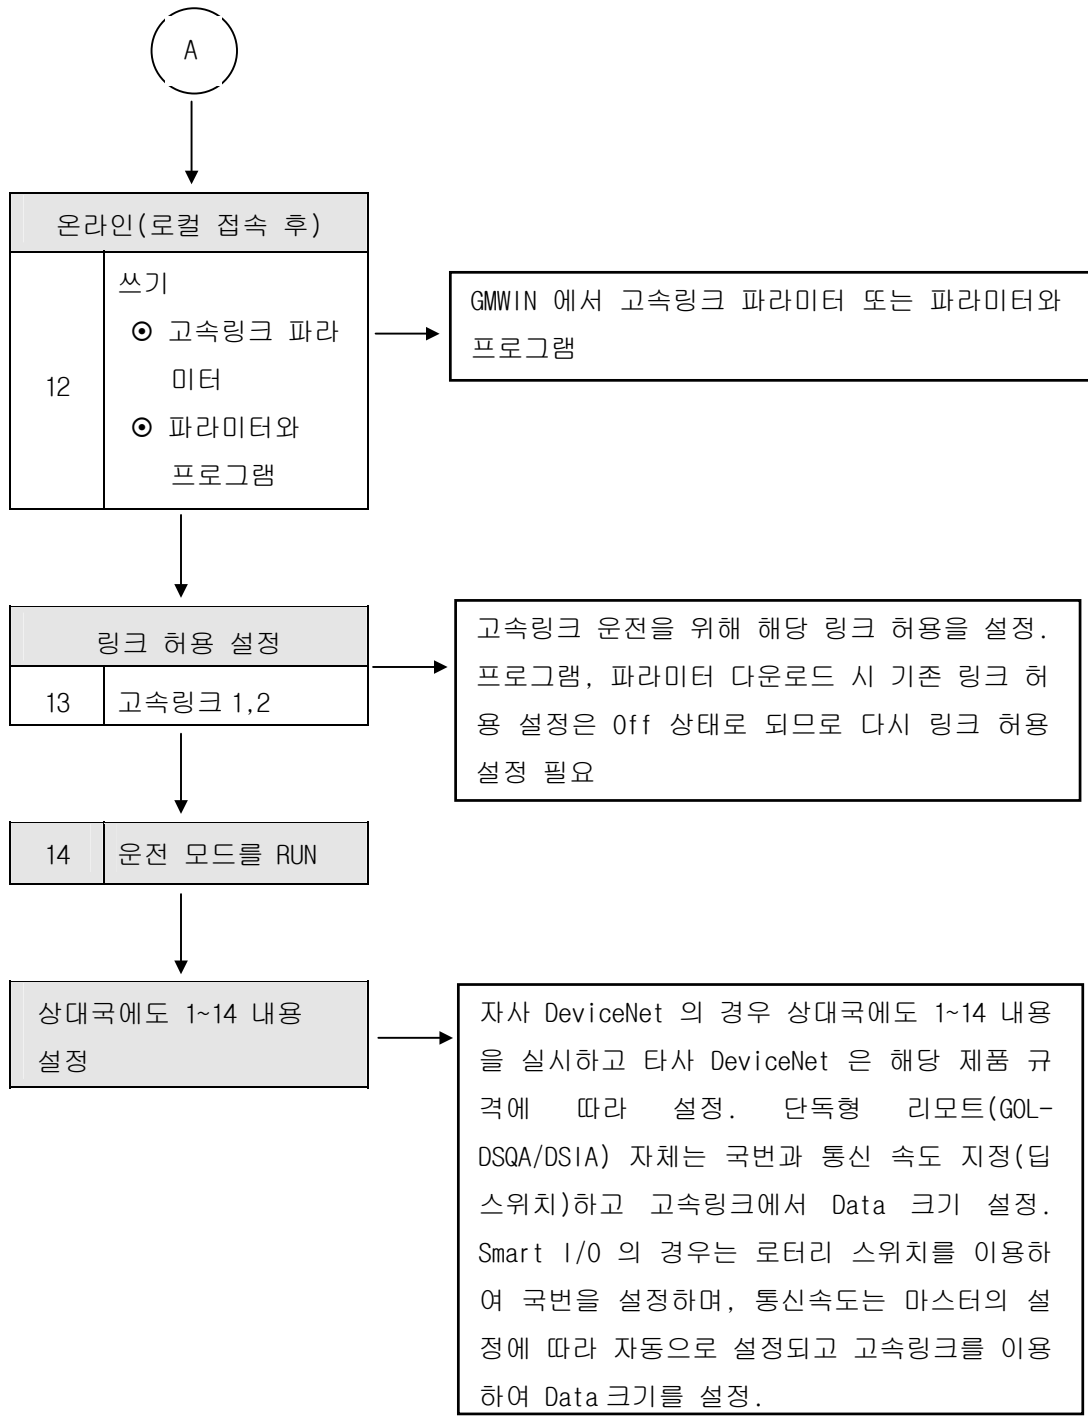 A
온라인(로컬 접속 후)
12
쓰기
⊙ 고속링크 파라
미터
⊙ 파라미터와
프로그램
GMWIN 에서 고속링크 파라미터 또는 파라미터와
프로그램
링크 허용 설정
13 고속링크 1,2
고속링크 운전을 위해 해당 링크 허용을 설정.
프로그램, 파라미터 다운로드 시 기존 링크 허
용 설정은 Off 상태로 되므로 다시 링크 허용
설정 필요
14 운전 모드를 RUN
상대국에도 1~14 내용
설정
자사 DeviceNet 의 경우 상대국에도 1~14 내용
을 실시하고 타사 DeviceNet 은 해당 제품 규
격에 따라 설정. 단독형 리모트(GOL-
DSQA/DSIA) 자체는 국번과 통신 속도 지정(딥
스위치)하고 고속링크에서 Data 크기 설정.
Smart I/O 의 경우는 로터리 스위치를 이용하
여 국번을 설정하며, 통신속도는 마스터의 설
정에 따라 자동으로 설정되고 고속링크를 이용
하여 Data 크기를 설정.